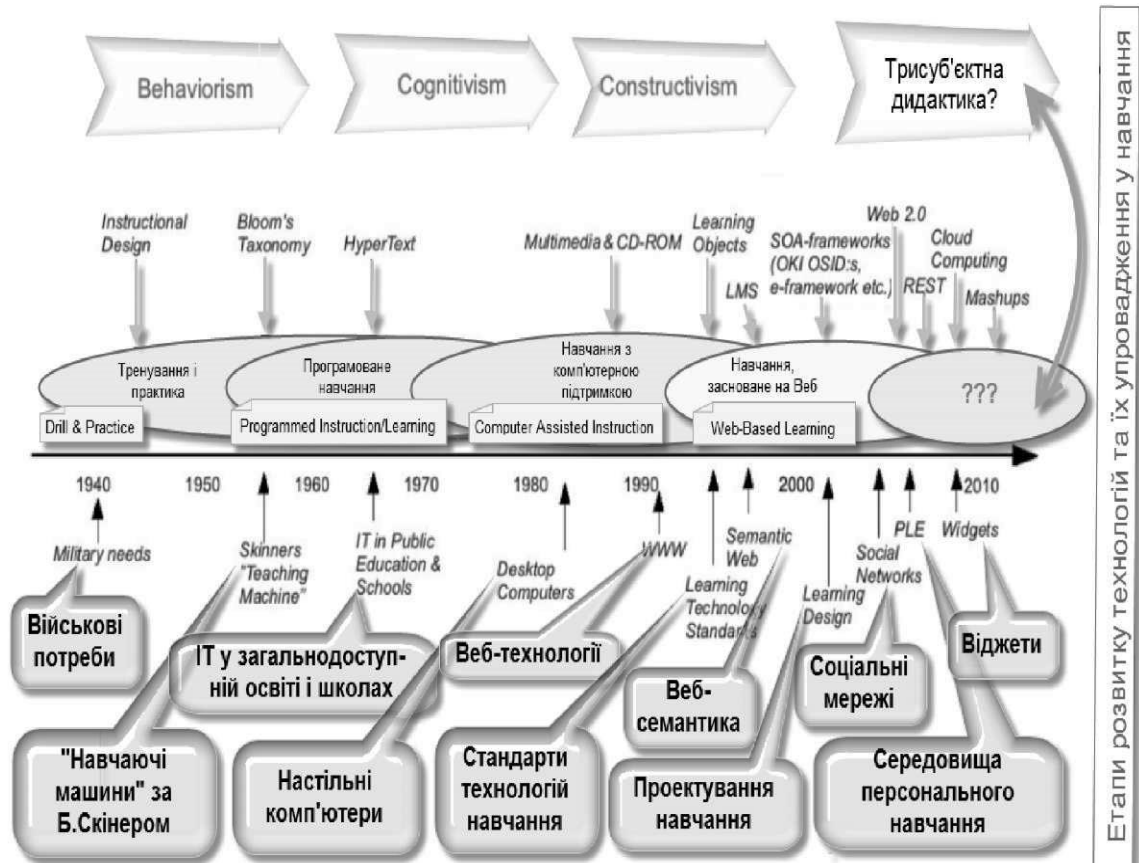 Behaviorism
Cognitivism
Constructivism
Трисуб'єктна
дидактика?
Instructional
Design
Bloom's
Taxonomy
HyperText
Multimedia & CD-ROM
Learning
Objects
LMS
SOA-frameworks
(OKI OSID:s,
e-framework etc.)
Web 2.0
REST
Cloud
Computing
Mashups
Тренування і
практика
Програмоване
навчання
Навчання з
комп'ютерною
підтримкою
Навчання,
засноване на Веб
???
Drill & Practice
Programmed Instruction/Learning
Computer Assisted Instruction
Web-Based Learning
1940
1950
1960
1970
1980
1990
2000
2010
Military needs
Skinners
"Teaching
Machine"
IT in Public
Education &
Schools
Desktop
Computers
WWW
Learning
Technology
Standards
Semantic
Web
Learning
Design
Social
Networks
PLE
Widgets
Військові
потреби
ІТ у загальнодоступ-
ній освіті і школах
Веб-технології
Веб-
семантика
Соціальні
мережі
Віджети
"Навчаючі
машини" за
Б.Скінером
Настільні
комп'ютери
Стандарти
технологій
навчання
Проектування
навчання
Середовища
персонального
навчання
Етапи розвитку технологій та їх упровадження у навчання